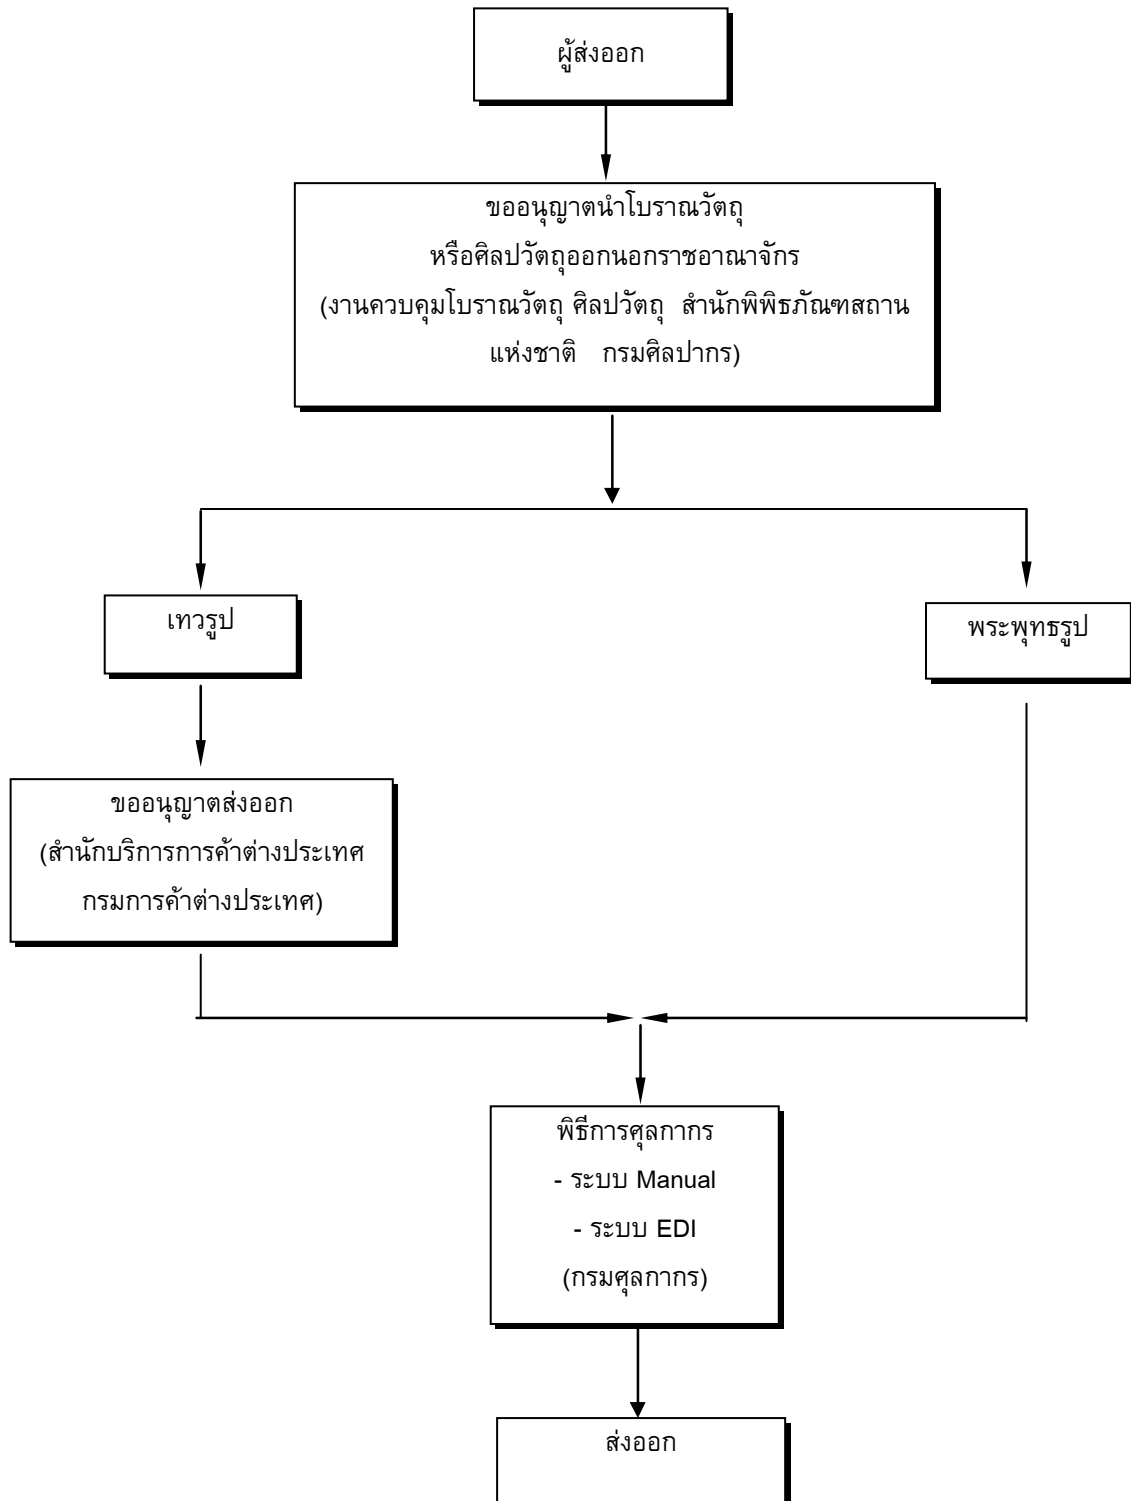 ผู้ส่งออก
ขออนุญาตนำโบราณวัตถุ
หรือศิลปวัตถุออกนอกราชอาณาจักร
(งานควบคุมโบราณวัตถุ ศิลปวัตถุ สำนักพิพิธภัณฑสถาน
แห่งชาติ กรมศิลปากร)
เทวรูป
พระพุทธรูป
ขออนุญาตส่งออก
(สำนักบริการการค้าต่างประเทศ
กรมการค้าต่างประเทศ)
พิธีการศุลกากร
- ระบบ Manual
- ระบบ EDI
(กรมศุลกากร)
ส่งออก